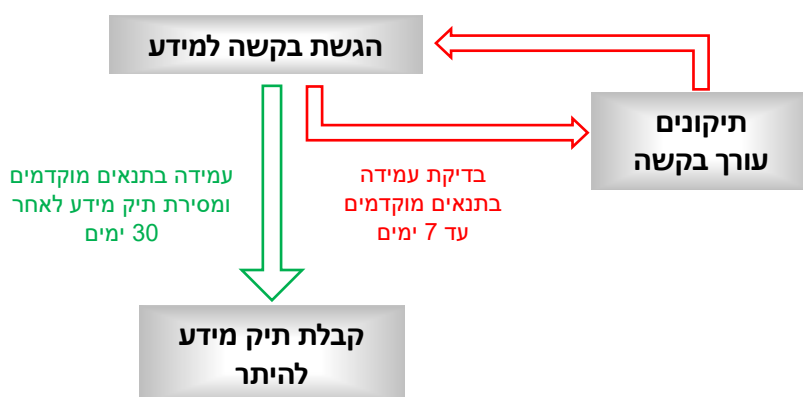 הגשת בקשה למידע
תיקונים
עורך בקשה
בדיקת עמידה
בתנאים מוקדמים
עד 7 ימים
עמידה בתנאים מוקדמים
ומסירת תיק מידע לאחר
30 ימים
קבלת תיק מידע
להיתר